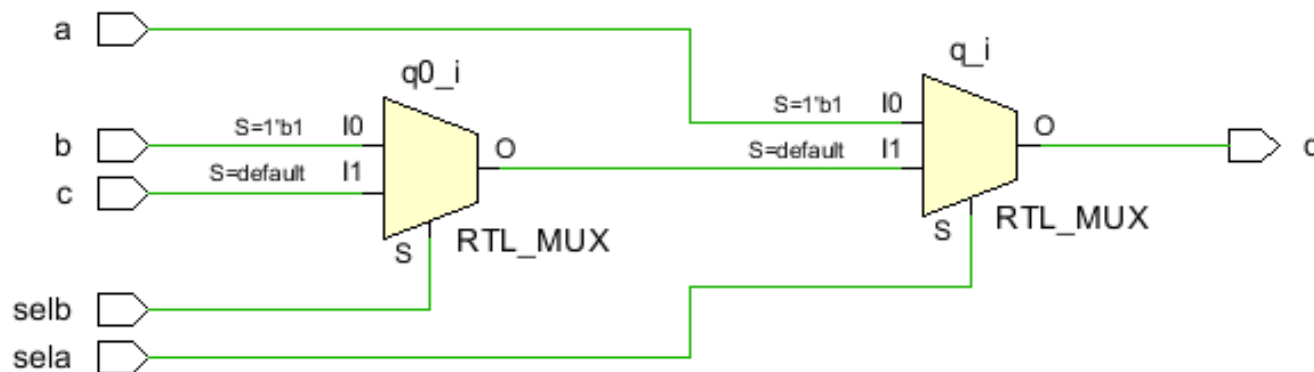 a
q_i
q0_i
S=1'b1 I0
S=1'b1 I0
O
b
O
S=default I1
S=default I1
c
S
RTL_MUX
S
RTL_MUX
selb
sela